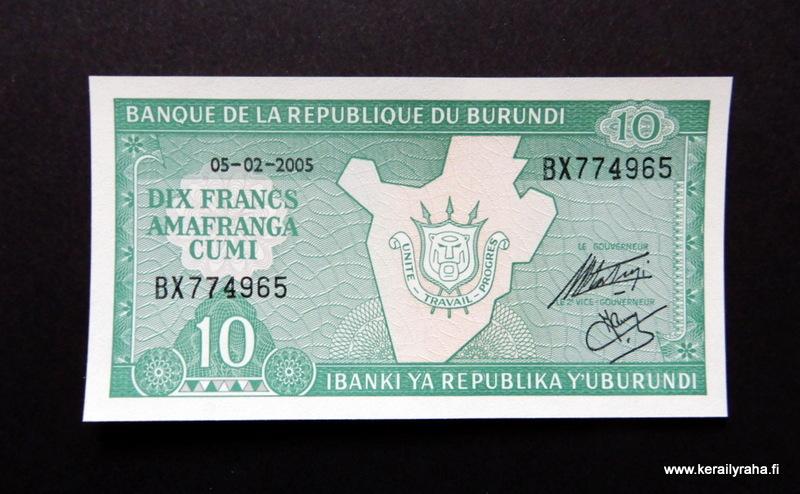 BANQUE DE LA REPUBLIQUE DU BURUNDI
10
05-02-2005
BX774965
DIX FRANCS
AMAFRANGA
CUMI
UNITE - TRAVAIL - PROGRES
LE GOUVERNEUR
BX774965
LE 2e VICE-GOUVERNEUR
10
IBANKI YA REPUBLIKA Y'UBURUNDI
www.kerailyraha.fi